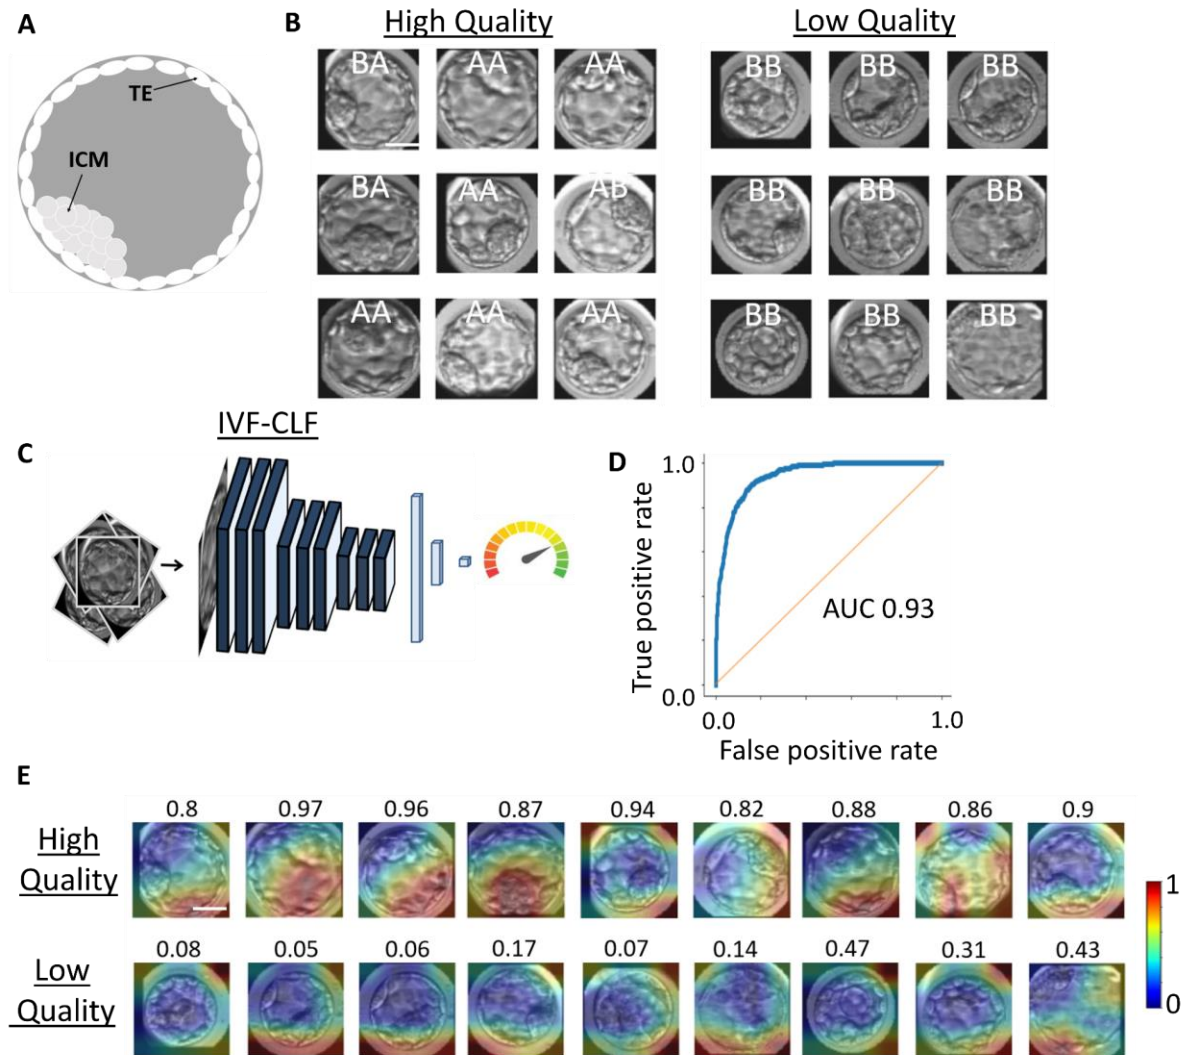 A
TE
ICM
B
High Quality
Low Quality
BA AA AA
BB BB BB
BA AA AB
BB BB BB
AA AA AA
BB BB BB
IVF-CLF
C
D
1.0
True positive rate
AUC 0.93
0.0
0.0 1.0
False positive rate
E
0.8 0.97 0.96 0.87 0.94 0.82 0.88 0.86 0.9
High
Quality
0.08 0.05 0.06 0.17 0.07 0.14 0.47 0.31 0.43
Low
Quality
1
0